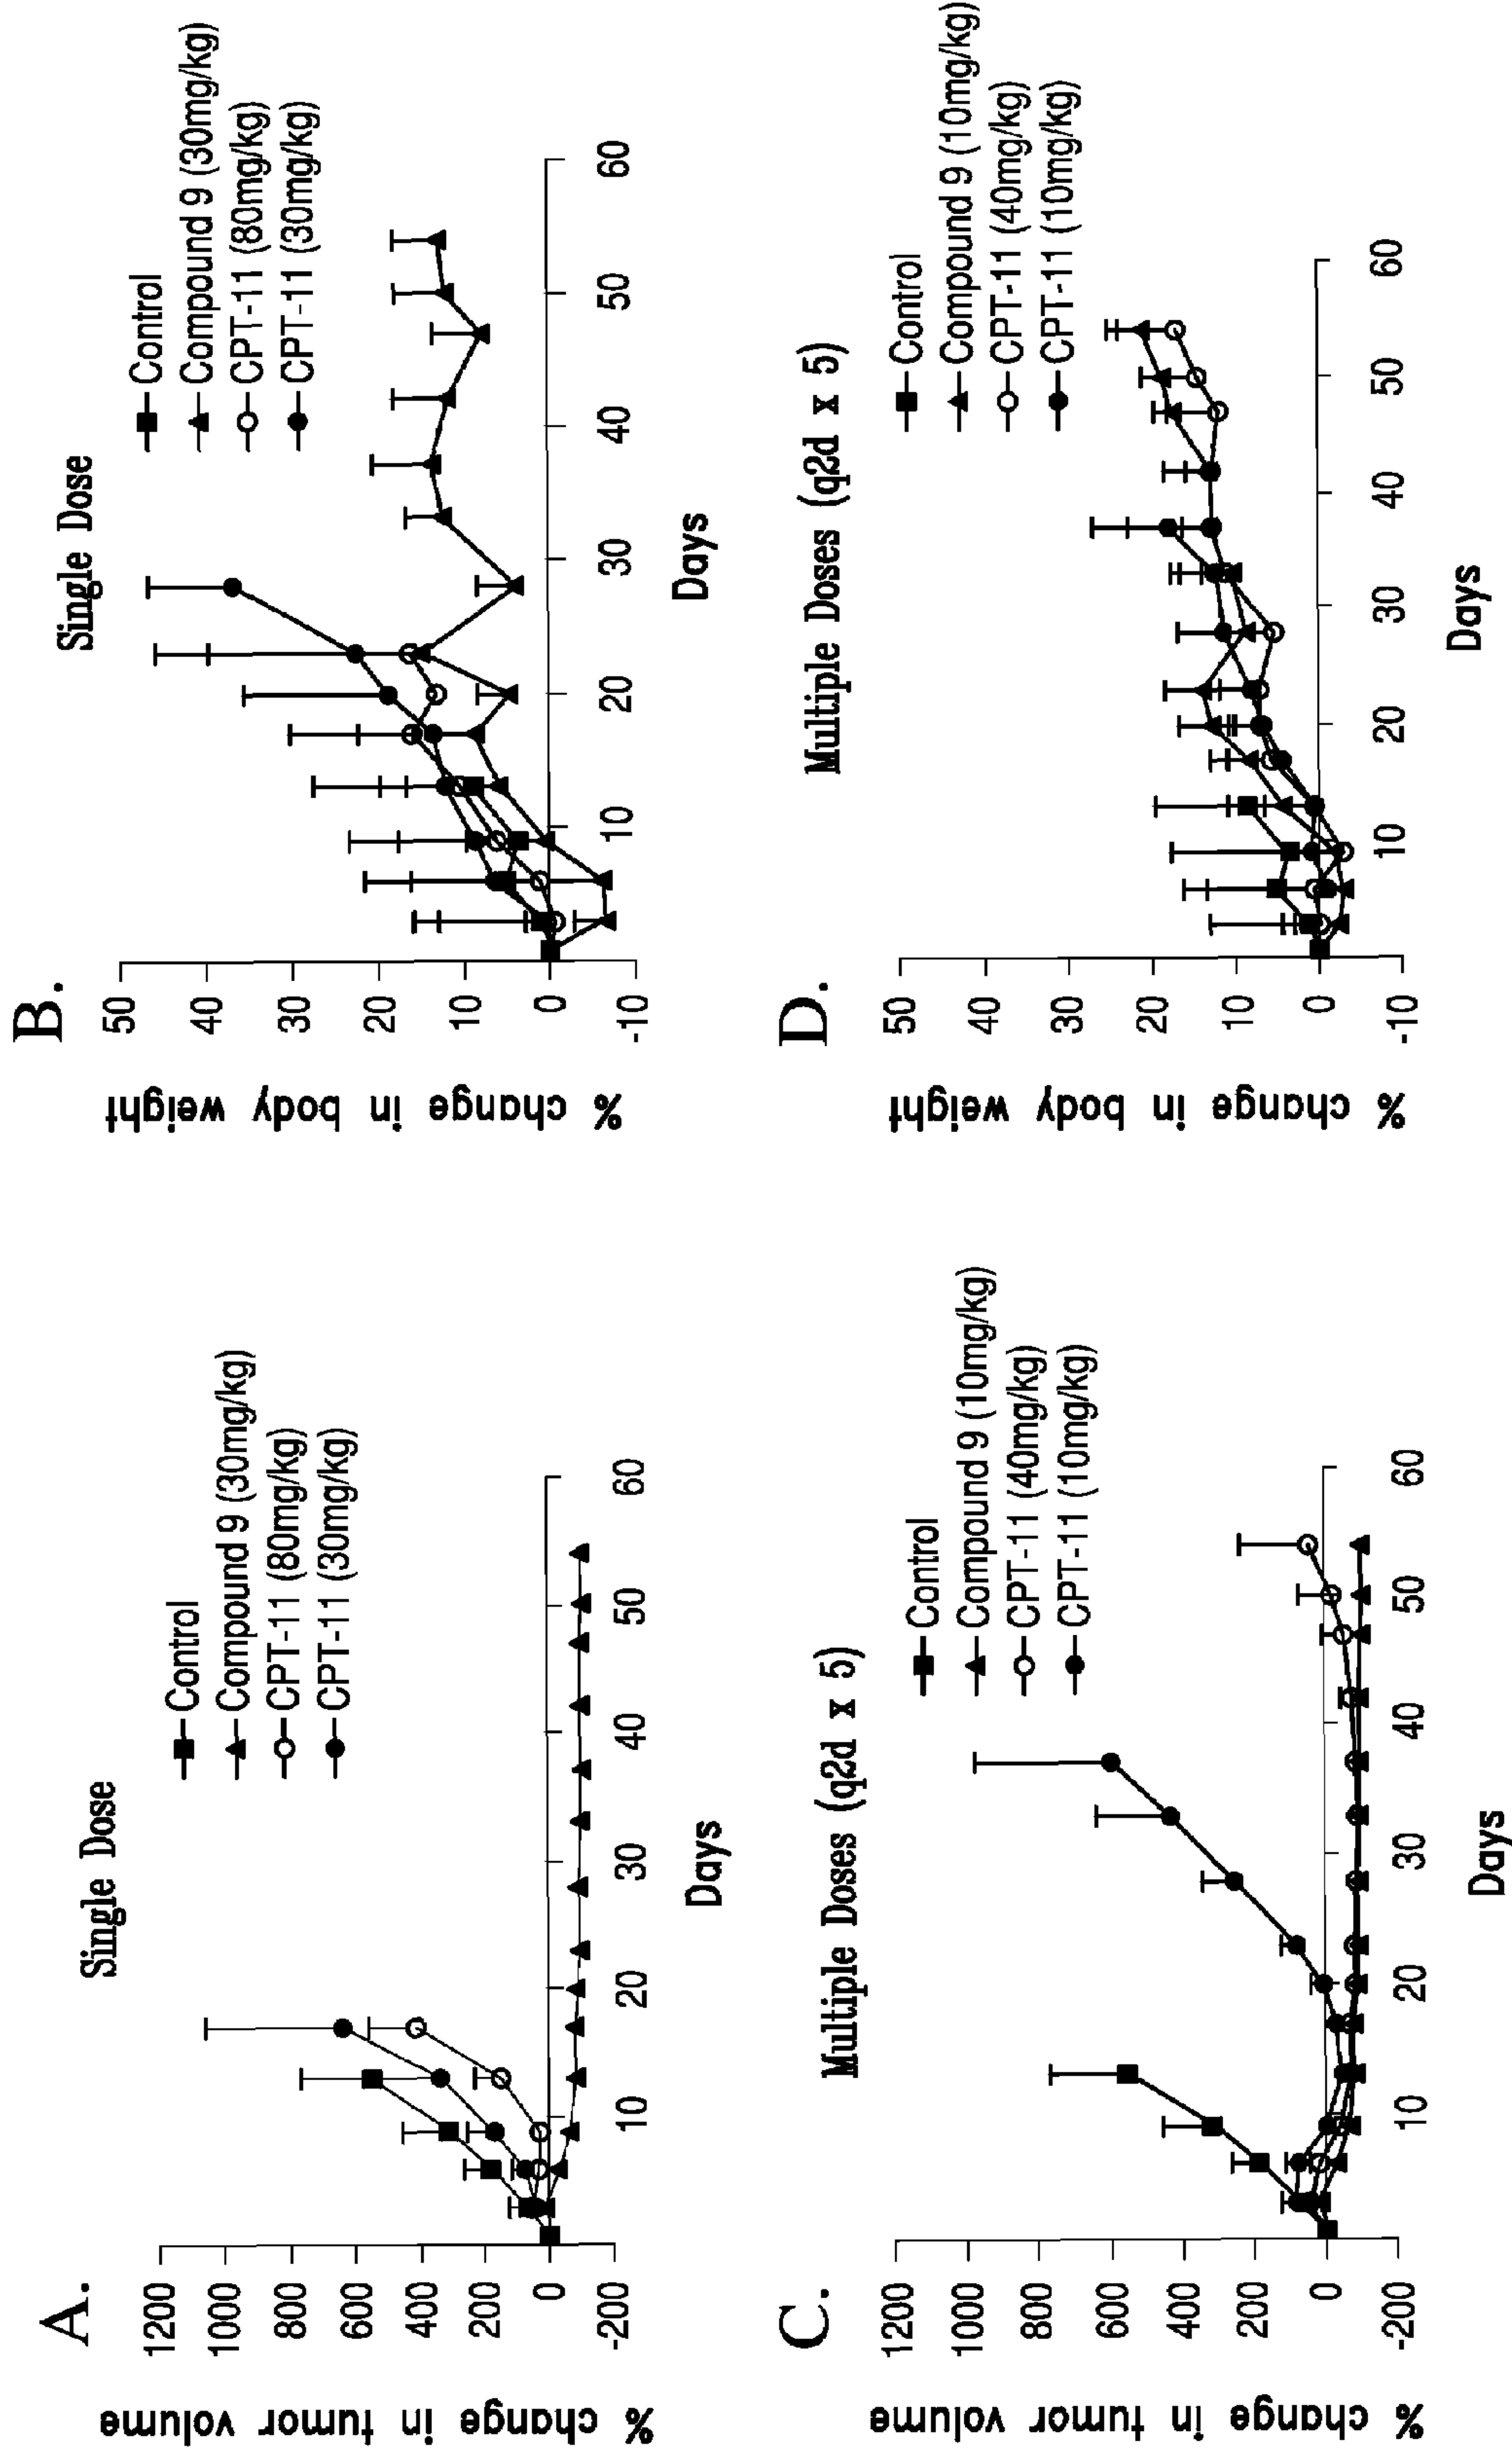 A.
Single Dose
Control
Compound 9 (30mg/kg)
CPT-11 (80mg/kg)
CPT-11 (30mg/kg)
% change in tumor volume
1200
1000
800
600
400
200
0
-200
10
20
30
40
50
60
Days
B.
Single Dose
Control
Compound 9 (30mg/kg)
CPT-11 (80mg/kg)
CPT-11 (30mg/kg)
% change in body weight
50
40
30
20
10
0
-10
10
20
30
40
50
60
Days
C.
Multiple Doses (q2d x 5)
Control
Compound 9 (10mg/kg)
CPT-11 (40mg/kg)
CPT-11 (10mg/kg)
% change in tumor volume
1200
1000
800
600
400
200
0
-200
10
20
30
40
50
60
Days
D.
Multiple Doses (q2d x 5)
Control
Compound 9 (10mg/kg)
CPT-11 (40mg/kg)
CPT-11 (10mg/kg)
% change in body weight
50
40
30
20
10
0
-10
10
20
30
40
50
60
Days